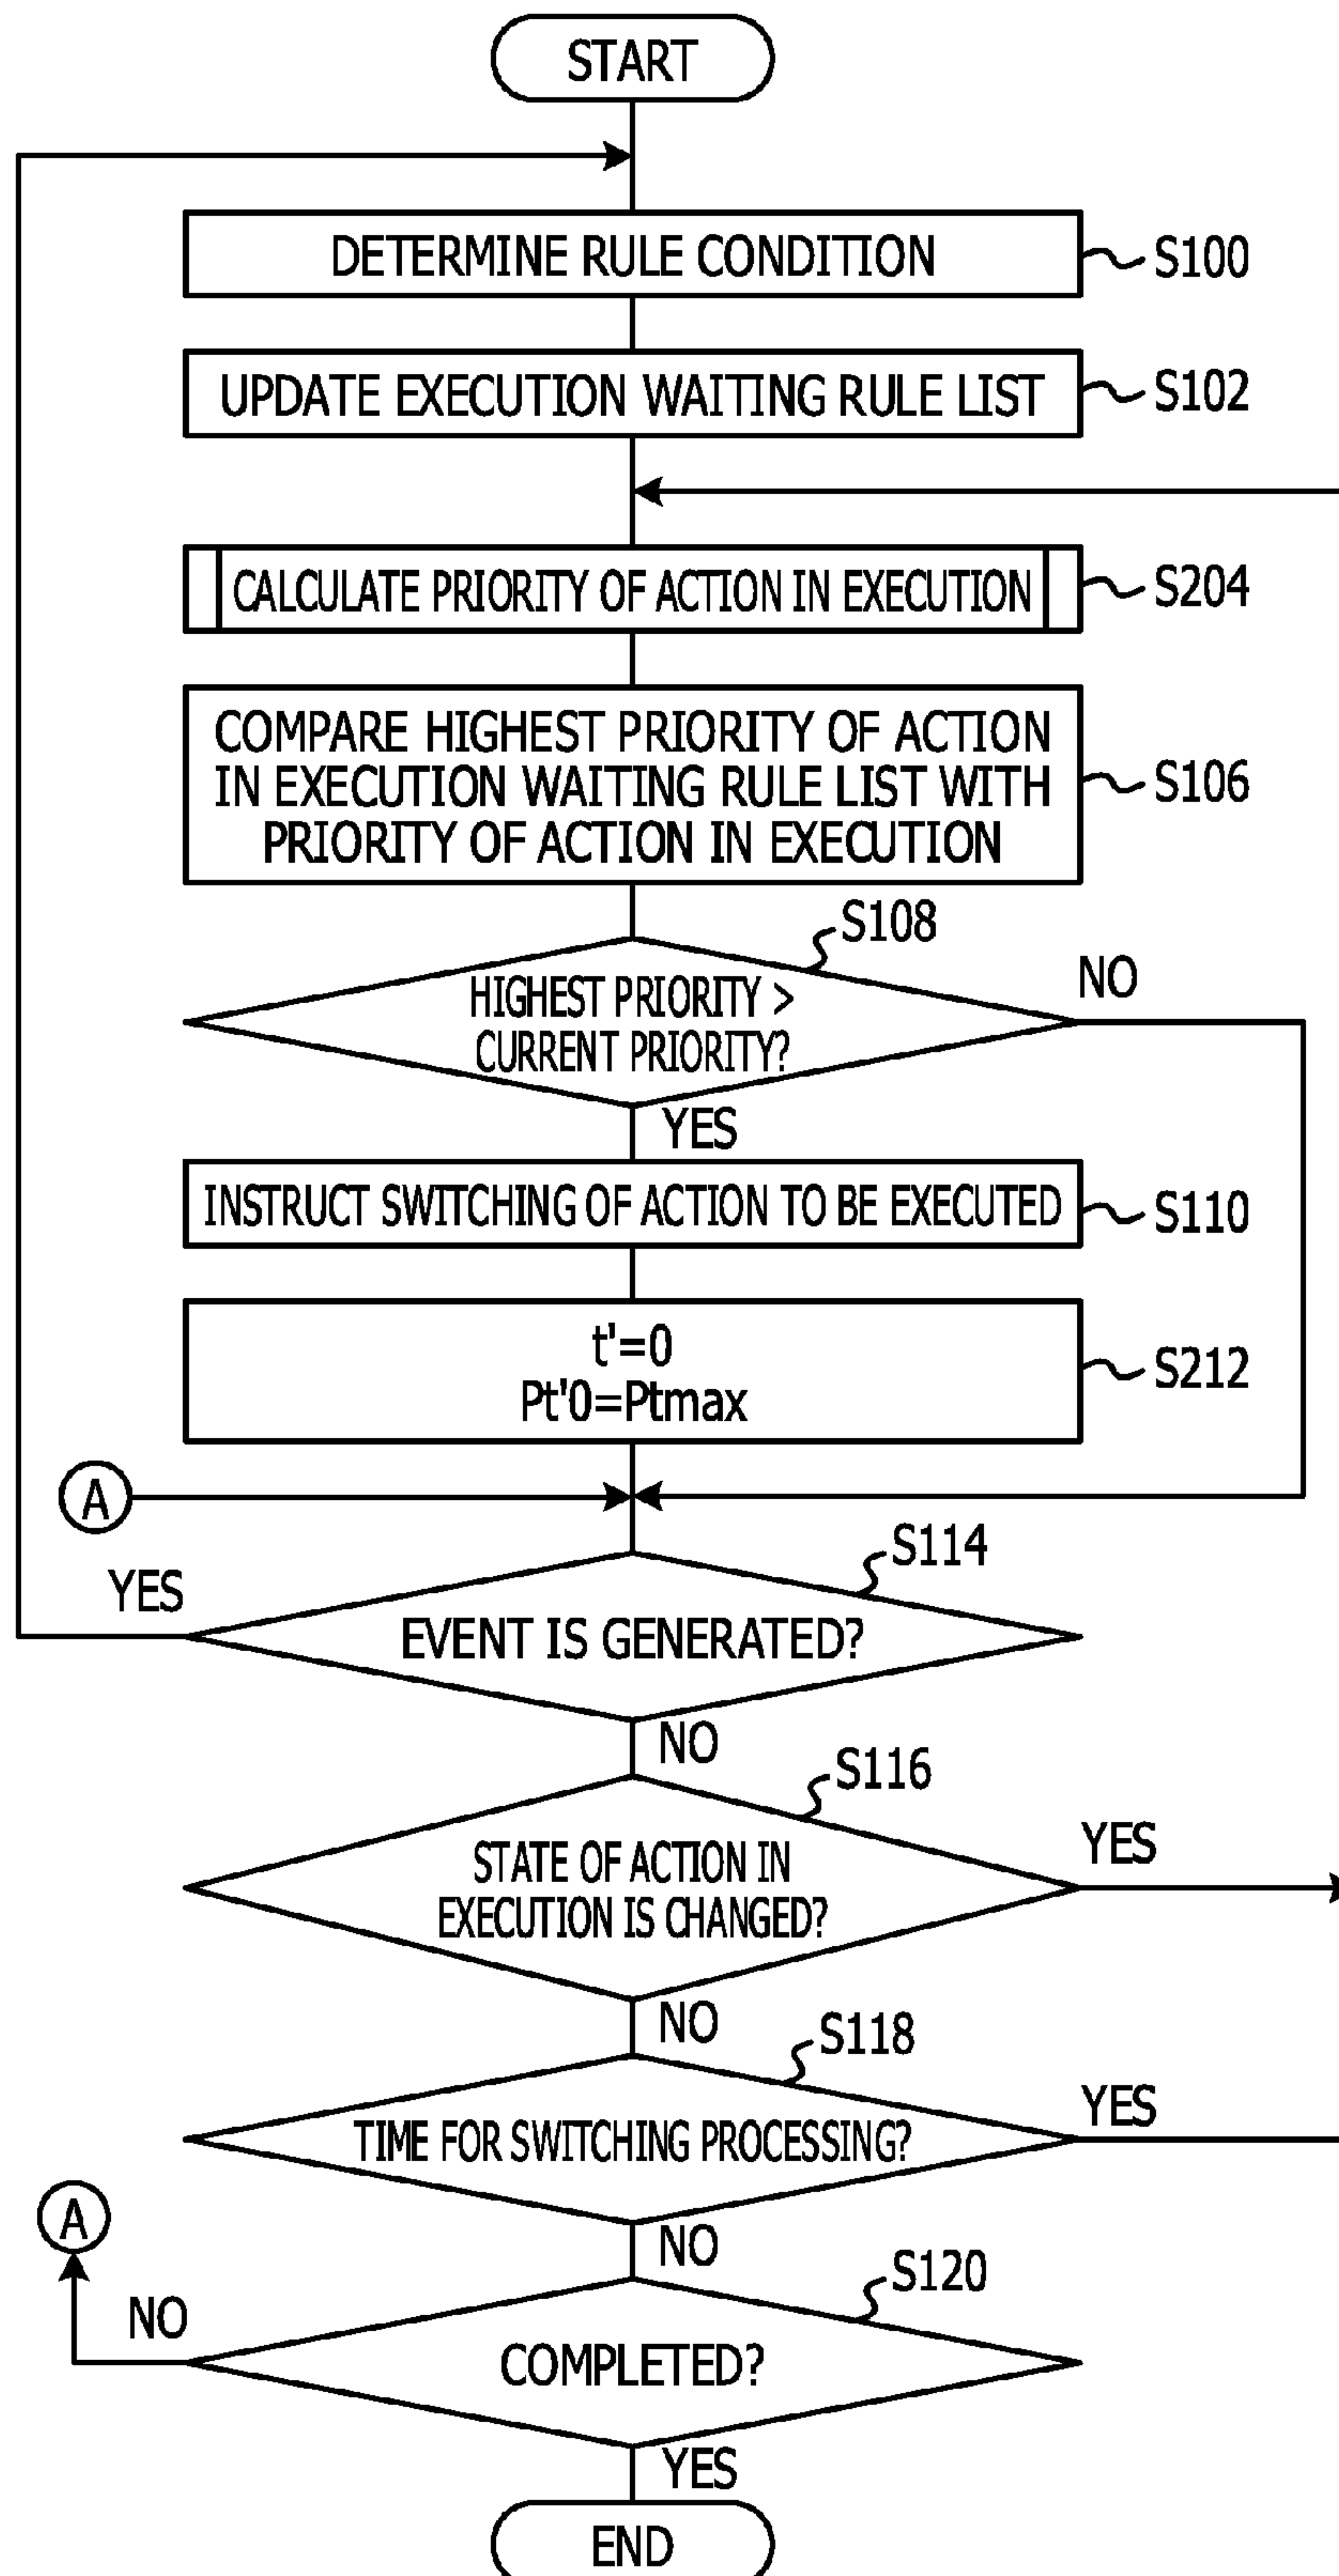 START
DETERMINE RULE CONDITION
S100
UPDATE EXECUTION WAITING RULE LIST
S102
CALCULATE PRIORITY OF ACTION IN EXECUTION
S204
COMPARE HIGHEST PRIORITY OF ACTION
IN EXECUTION WAITING RULE LIST WITH
PRIORITY OF ACTION IN EXECUTION
S106
S108
HIGHEST PRIORITY >
CURRENT PRIORITY?
NO
YES
INSTRUCT SWITCHING OF ACTION TO BE EXECUTED
S110
t'=0
Pt'0=Ptmax
S212
A
S114
YES
EVENT IS GENERATED?
NO
S116
STATE OF ACTION IN
EXECUTION IS CHANGED?
YES
NO
S118
TIME FOR SWITCHING PROCESSING?
YES
A
NO
S120
NO
COMPLETED?
YES
END